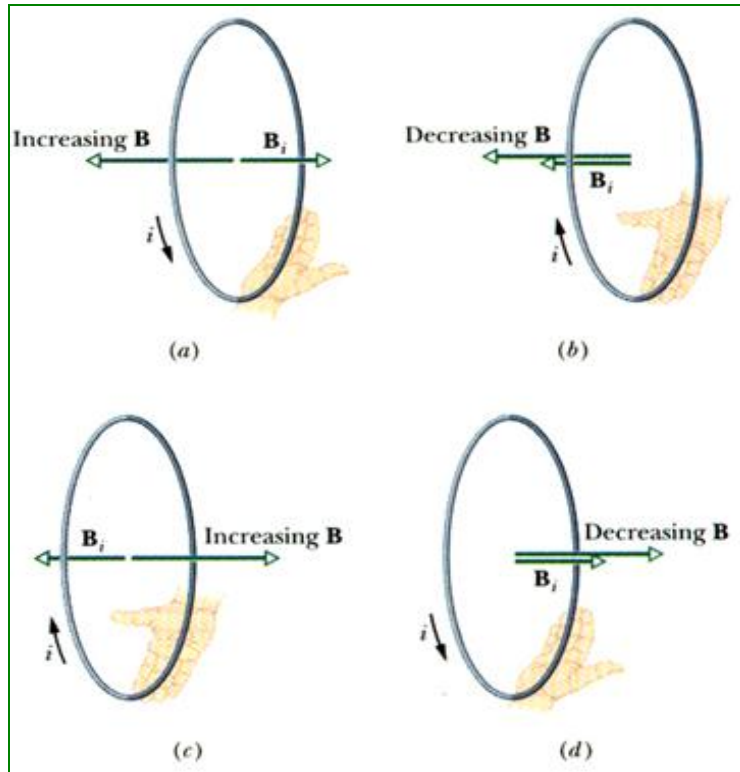 Increasing B
B_i
i
(a)
Decreasing B
B_i
i
(b)
B_i
Increasing B
i
(c)
Decreasing B
B_i
i
(d)